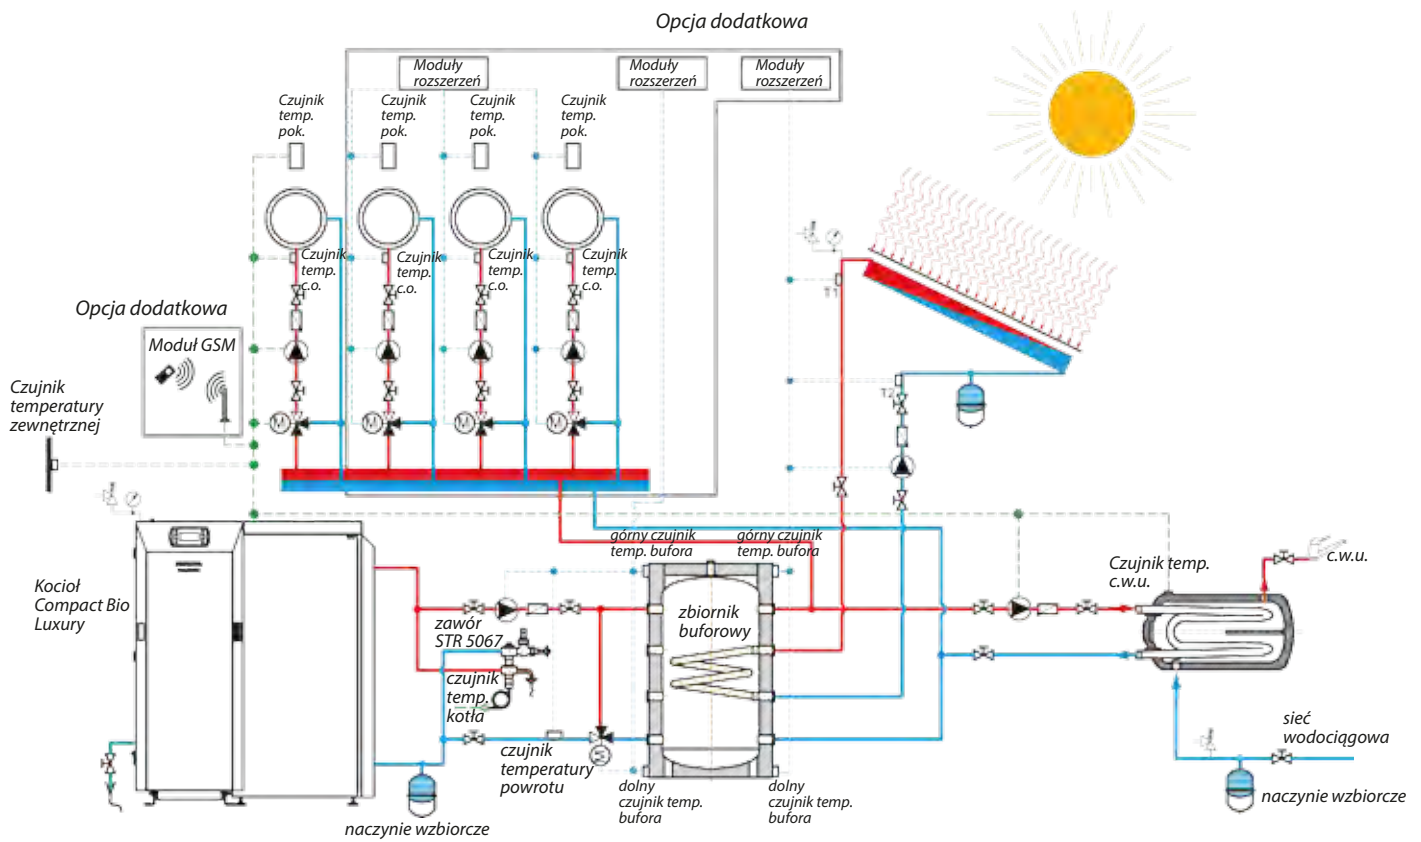 Opcja dodatkowa
Moduły
rozszerzeń
Moduły
rozszerzeń
Moduły
rozszerzeń
Czujnik
temp.
pok.
Czujnik
temp.
pok.
Czujnik
temp.
pok.
Czujnik
temp.
pok.
Czujnik
temp.
c.o.
Czujnik
temp.
c.o.
Czujnik
temp.
c.o.
Czujnik
temp.
c.o.
T1
T2
Opcja dodatkowa
Moduł GSM
Czujnik
temperatury
zewnętrznej
M
M
M
M
górny czujnik
temp. bufora
górny czujnik
temp. bufora
Kocioł
Compact Bio
Luxury
zawór
STR 5067
czujnik
temp.
kotła
zbiornik
buforowy
Czujnik temp.
c.w.u.
c.w.u.
czujnik
temperatury
powrotu
M
sieć
wodociągowa
dolny
czujnik temp.
bufora
dolny
czujnik temp.
bufora
naczynie wzbiorcze
naczynie wzbiorcze